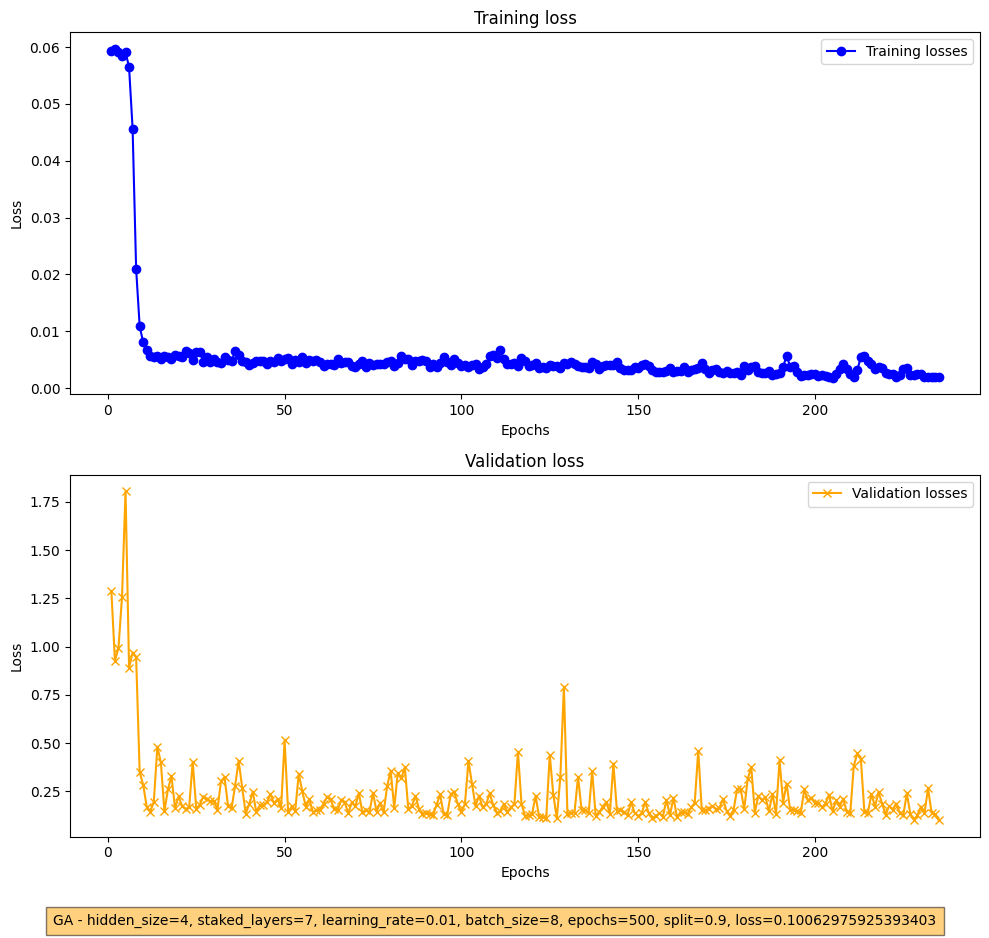 Training loss
Training losses
0.06
0.05
0.04
0.03
0.02
0.01
0.00
Loss
0 50 100 150 200
Epochs
Validation loss
Validation losses
1.75
1.50
1.25
1.00
0.75
0.50
0.25
Loss
0 50 100 150 200
Epochs
GA - hidden_size=4, staked_layers=7, learning_rate=0.01, batch_size=8, epochs=500, split=0.9, loss=0.10062975925393403